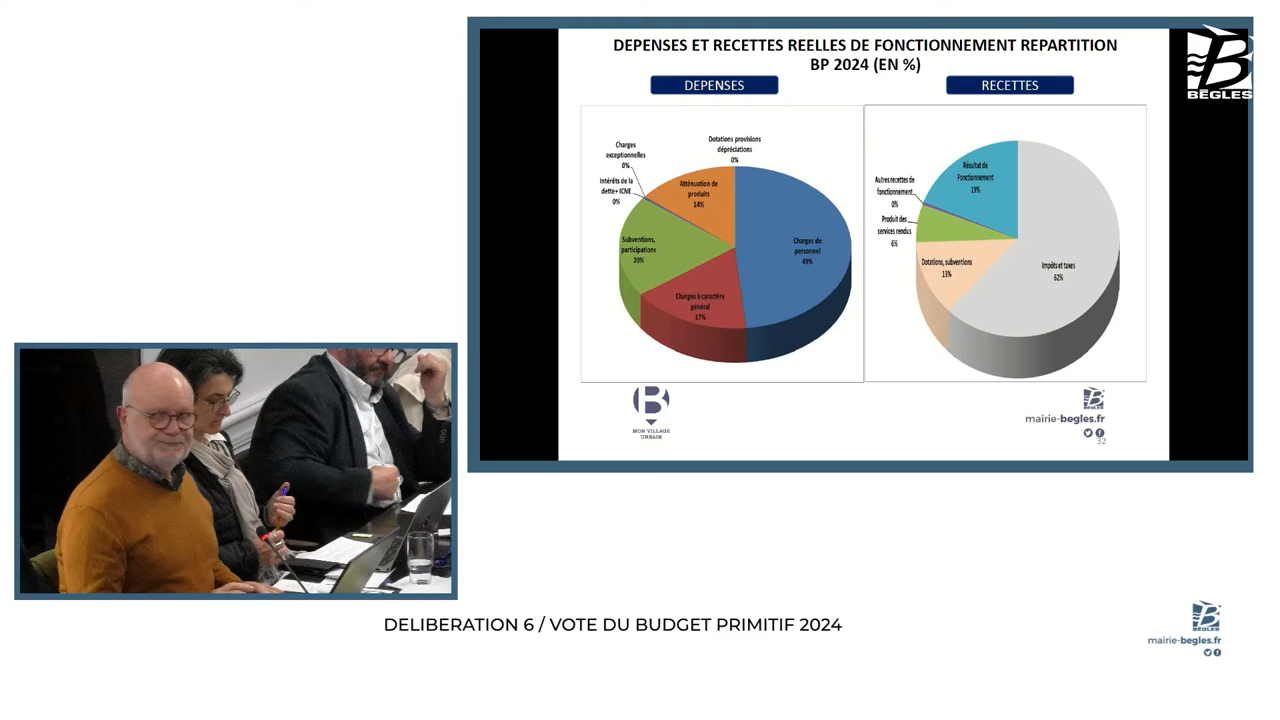 DEPENSES ET RECETTES REELLES DE FONCTIONNEMENT REPARTITION
BP 2024 (EN %)
DEPENSES
RECETTES
BEGLES
Dotations provisions
dépréciations
0%
Charges
exceptionnelles
0%
Intérêts de la
dette+ ICNE
0%
Atténuation de
produits
14%
Subventions,
participations
20%
Charges de
personnel
49%
Charges à caractère
général
17%
Résultat de
Fonctionnement
19%
Autres recettes de
fonctionnement
0%
Produit des
services rendus
6%
Dotations, subventions
13%
Impôts et taxes
62%
B
MON VILLAGE
URBAIN
BEGLES
mairie-begles.fr
32
DELIBERATION 6 / VOTE DU BUDGET PRIMITIF 2024
BEGLES
mairie-begles.fr